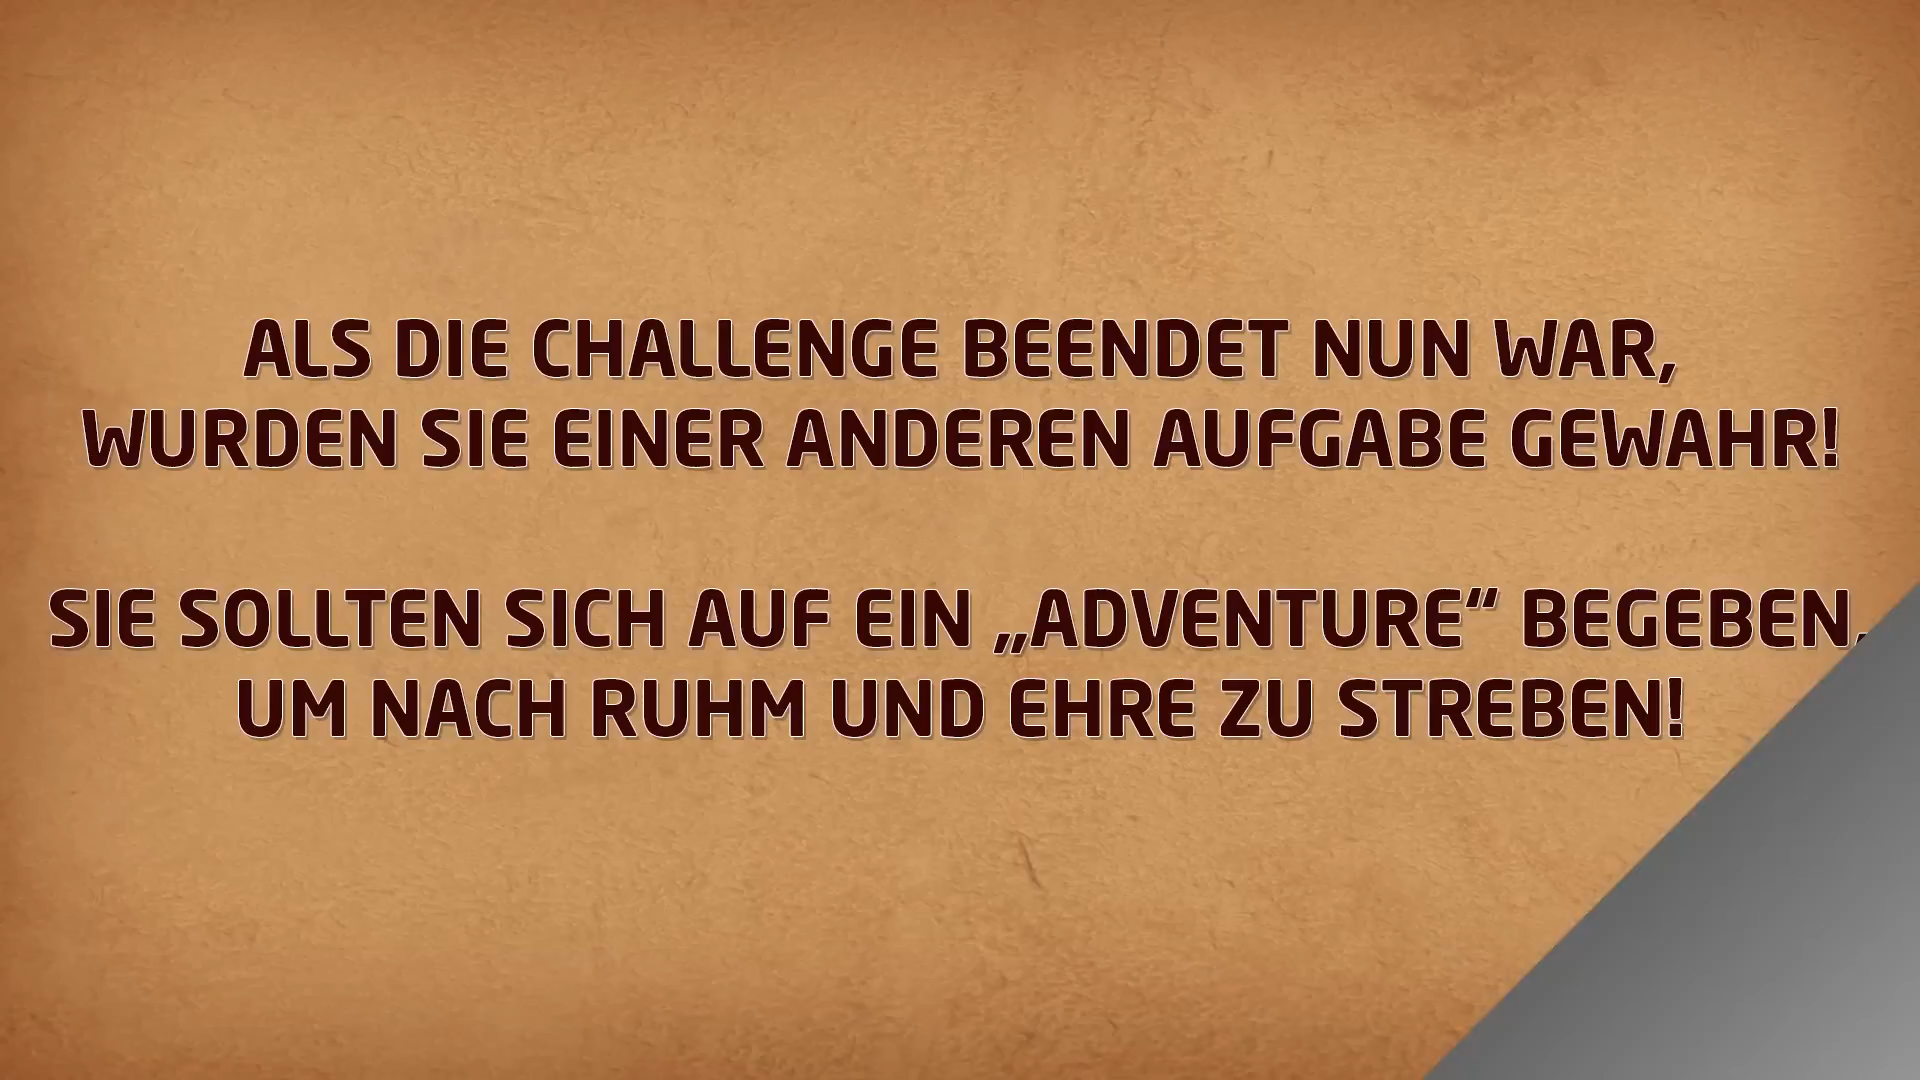 ALS DIE CHALLENGE BEENDET NUN WAR,
WURDEN SIE EINER ANDEREN AUFGABE GEWAHR!
SIE SOLLTEN SICH AUF EIN „ADVENTURE“ BEGEBEN,
UM NACH RUHM UND EHRE ZU STREBEN!